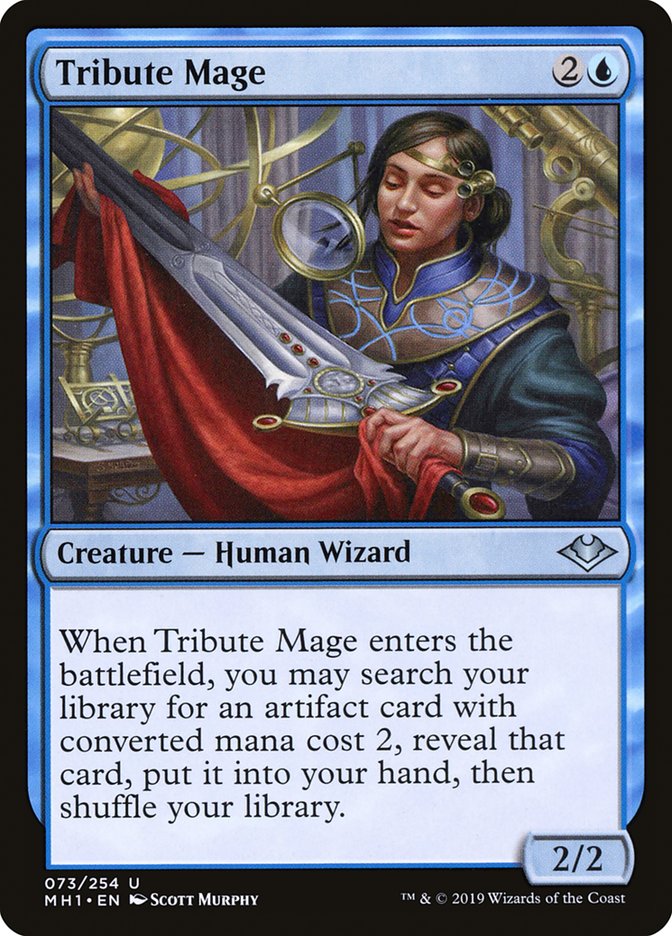 Tribute Mage 2
Creature — Human Wizard
When Tribute Mage enters the
battlefield, you may search your
library for an artifact card with
converted mana cost 2, reveal that
card, put it into your hand, then
shuffle your library.
2/2
073/254 U
MH1 • EN Scott Murphy
™ & © 2019 Wizards of the Coast